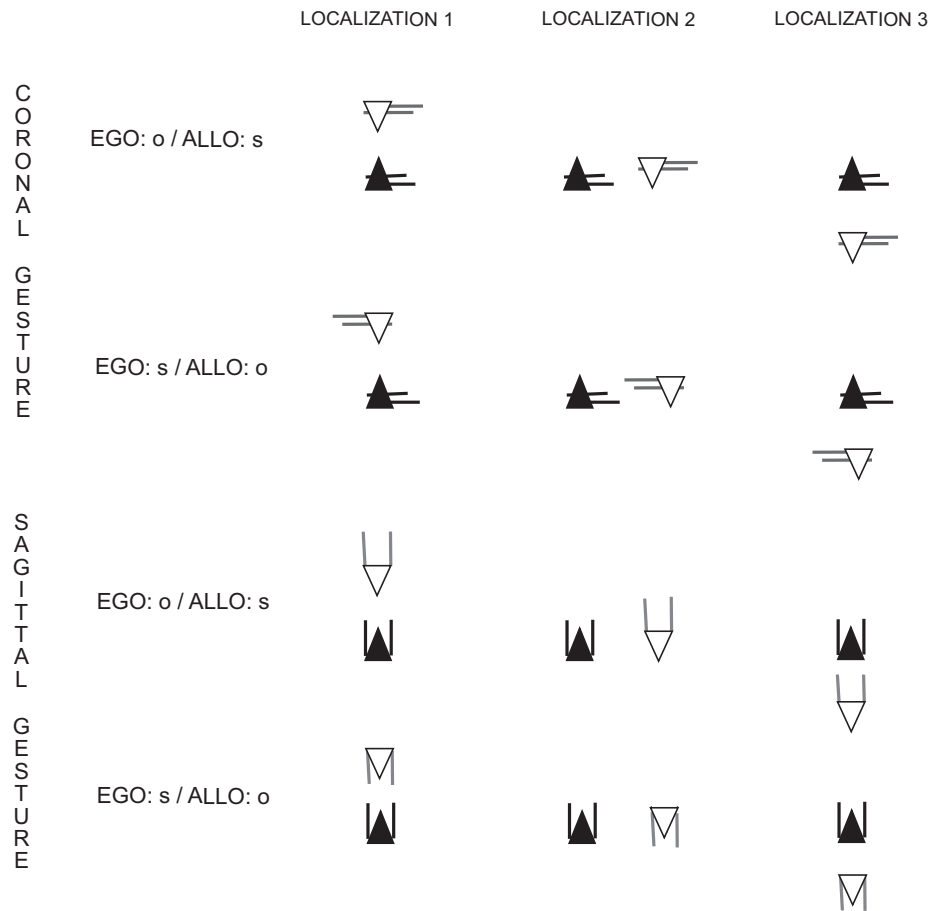 LOCALIZATION 1 LOCALIZATION 2 LOCALIZATION 3
CORONAL GESTURE
EGO: o / ALLO: s
EGO: s / ALLO: o
SAGITTAL GESTURE
EGO: o / ALLO: s
EGO: s / ALLO: o